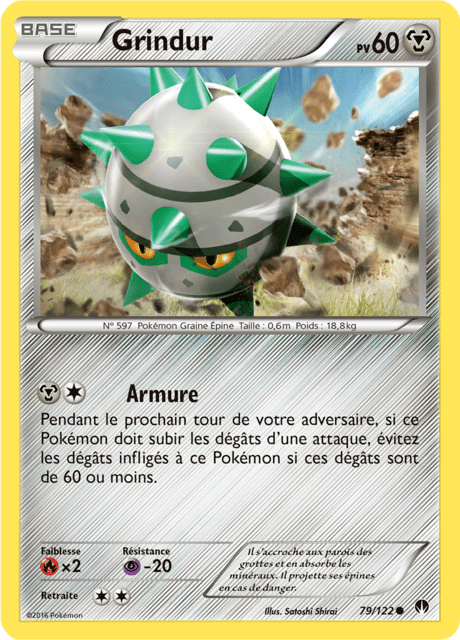 BASE
Grindur
PV60
N° 597 Pokémon Graine Épine Taille : 0,6m Poids : 18,8kg
Armure
Pendant le prochain tour de votre adversaire, si ce
Pokémon doit subir les dégâts d'une attaque, évitez
les dégâts infligés à ce Pokémon si ces dégâts sont
de 60 ou moins.
Faiblesse
×2
Résistance
-20
Il s'accroche aux parois des
grottes et en absorbe les
minéraux. Il projette ses épines
en cas de danger.
Retraite
©2016 Pokémon
Illus. Satoshi Shirai
79/122